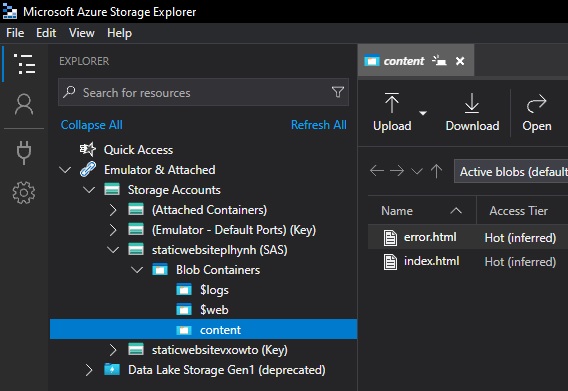 Microsoft Azure Storage Explorer
File Edit View Help
EXPLORER
Search for resources
Collapse All Refresh All
Quick Access
Emulator & Attached
Storage Accounts
(Attached Containers)
(Emulator - Default Ports) (Key)
staticwebsiteplhynh (SAS)
Blob Containers
$logs
$web
content
staticwebsitevxowto (Key)
Data Lake Storage Gen1 (deprecated)
content
Upload Download Open
Active blobs (default
Name Access Tier
error.html Hot (inferred)
index.html Hot (inferred)